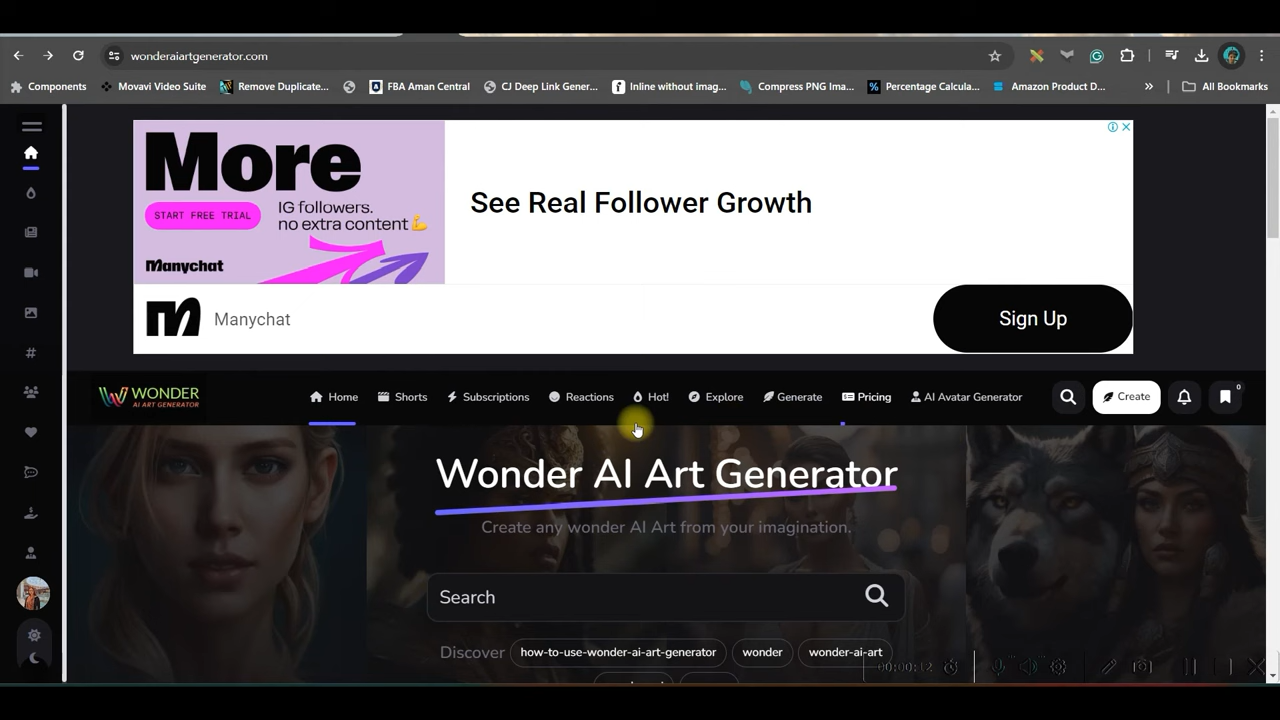 wonderaiartgenerator.com
Components Movavi Video Suite Remove Duplicate... FBA Aman Central CJ Deep Link Gener... Inline without imag... Compress PNG Ima... Percentage Calcula... Amazon Product D... » All Bookmarks
More
START FREE TRIAL
IG followers.
no extra content 💪
Manychat
See Real Follower Growth
Manychat
Sign Up
WONDER
AI ART GENERATOR
Home Shorts Subscriptions Reactions Hot! Explore Generate Pricing AI Avatar Generator Create 0
Wonder AI Art Generator
Create any wonder AI Art from your imagination.
Search
Discover how-to-use-wonder-ai-art-generator wonder wonder-ai-art
00:00:12